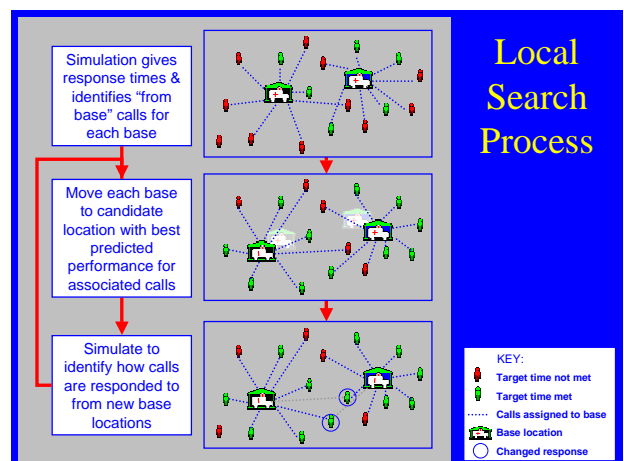 Simulation gives
response times &
identifies “from
base” calls for
each base
Move each base
to candidate
location with best
predicted
performance for
associated calls
Simulate to
identify how calls
are responded to
from new base
locations
Local
Search
Process
KEY:
Target time not met
Target time met
Calls assigned to base
Base location
Changed response